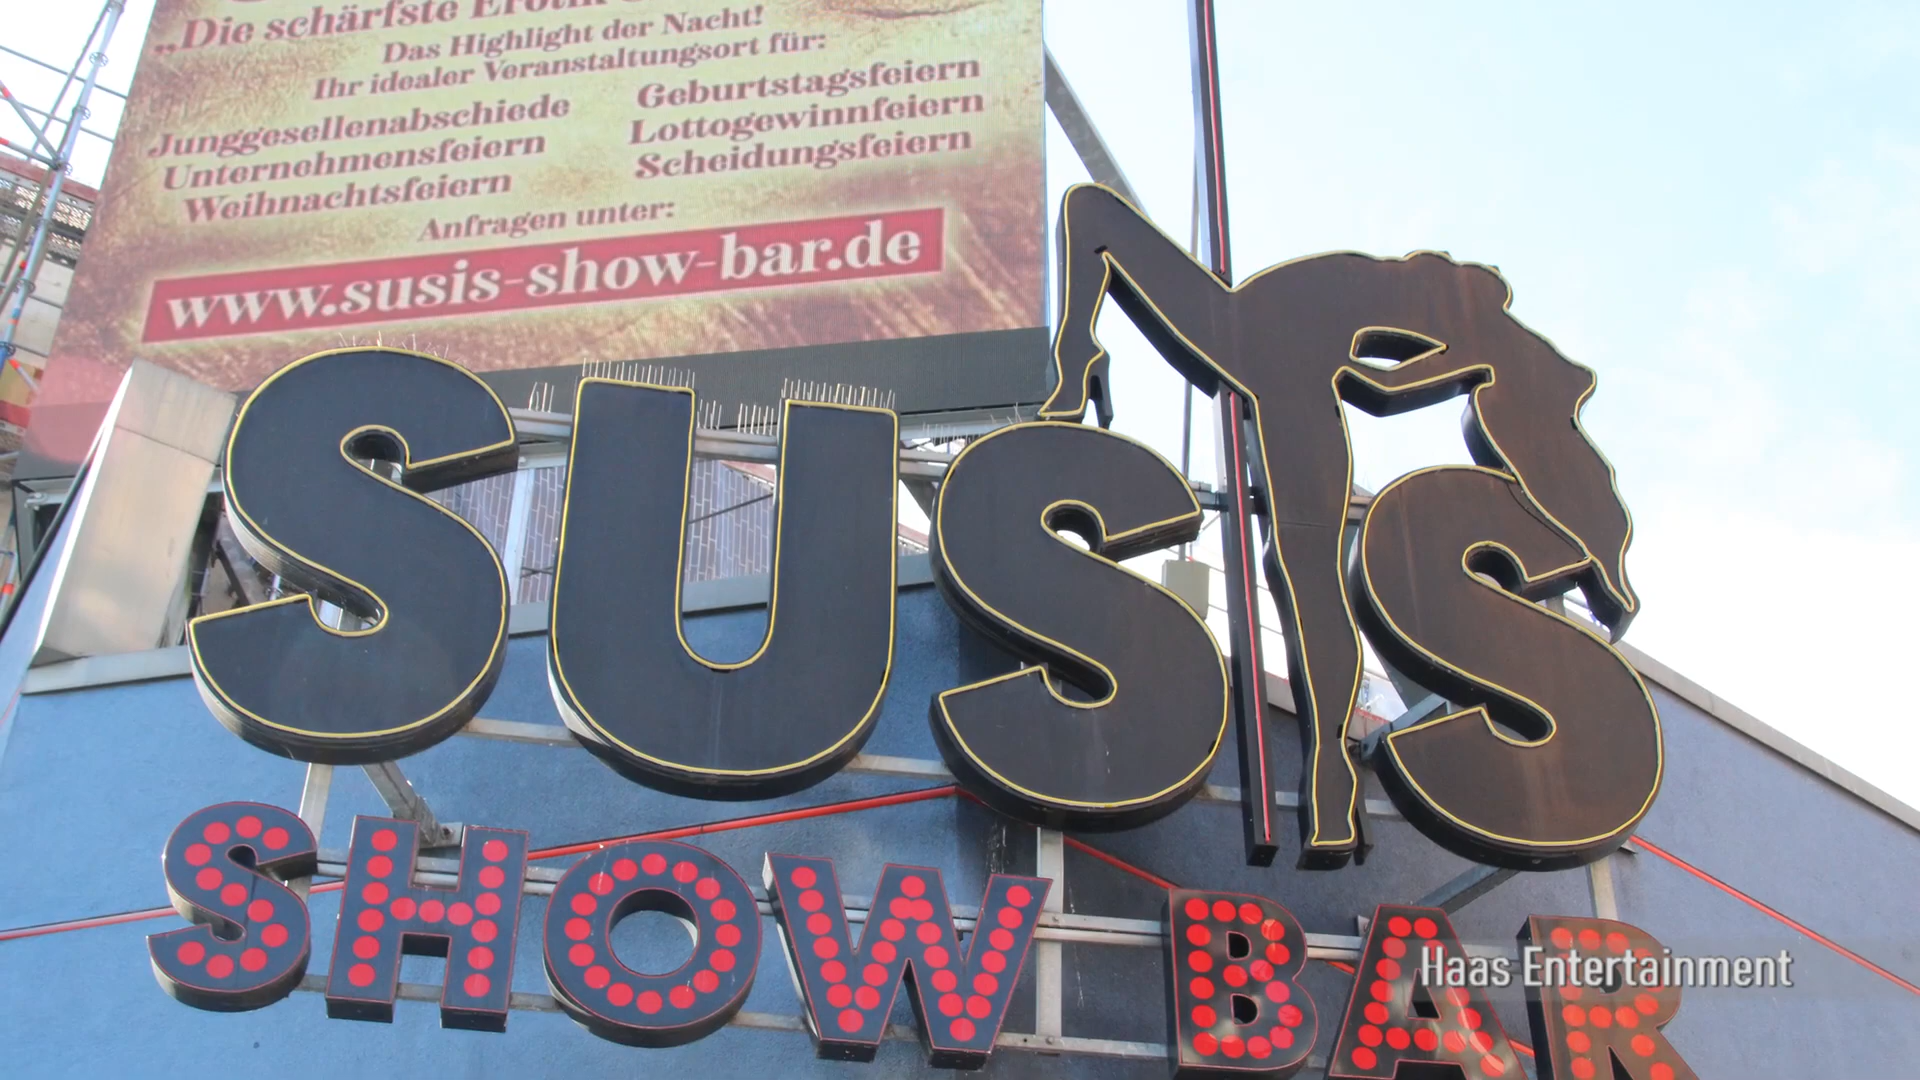 „Die schärfste Erotik
Das Highlight der Nacht!
Ihr idealer Veranstaltungsort für:
Junggesellenabschiede
Unternehmensfeiern
Weihnachtsfeiern
Geburtstagsfeiern
Lottogewinnfeiern
Scheidungsfeiern
Anfragen unter:
www.susis-show-bar.de
SUSIS
SHOW BAR
Haas Entertainment